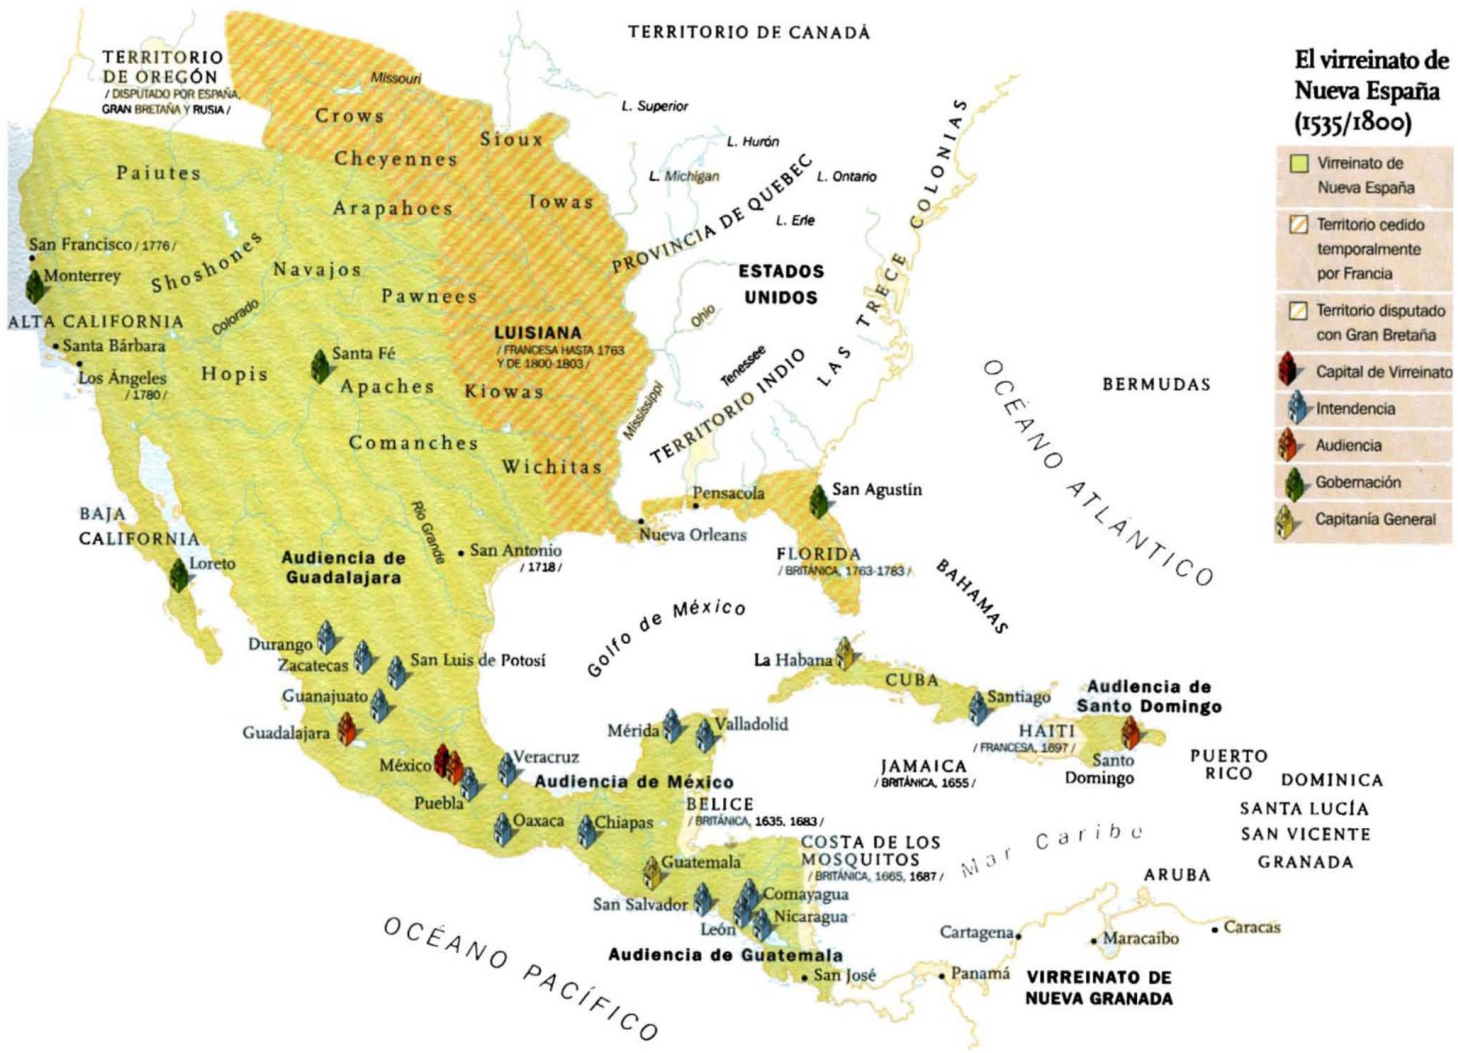 TERRITORIO DE CANADÁ
TERRITORIO
DE OREGÓN
/ DISPUTADO POR ESPAÑA,
GRAN BRETAÑA Y RUSIA /
Missouri
Crows
Sioux
Cheyennes
Paiutes
Arapahoes
Iowas
L. Superior
L. Hurón
L. Michigan
L. Ontario
L. Erie
PROVINCIA DE QUEBEC
LAS TRECE COLONIAS
ESTADOS
UNIDOS
San Francisco / 1776 /
Monterrey
Shoshones
Navajos
Pawnees
Colorado
ALTA CALIFORNIA
Santa Bárbara
Los Ángeles
/ 1780 /
Hopis
Santa Fé
Apaches
LUISIANA
/ FRANCESA HASTA 1763
Y DE 1800-1803 /
Kiowas
Comanches
Wichitas
Ohio
Tenessee
Mississippi
TERRITORIO INDIO
OCÉANO ATLÁNTICO
BERMUDAS
Pensacola
San Agustín
Nueva Orleans
FLORIDA
/ BRITÁNICA, 1763-1783 /
BAHAMAS
BAJA
CALIFORNIA
Loreto
Río Grande
San Antonio
/ 1718 /
Audiencia de
Guadalajara
Golfo de México
Durango
Zacatecas
San Luis de Potosí
Guanajuato
Guadalajara
México
Puebla
Veracruz
Oaxaca
Chiapas
Audiencia de México
Mérida
Valladolid
La Habana
CUBA
Santiago
Audiencia de
Santo Domingo
HAITI
/ FRANCESA, 1697 /
Santo
Domingo
JAMAICA
/ BRITÁNICA, 1655 /
PUERTO
RICO
DOMINICA
SANTA LUCÍA
SAN VICENTE
GRANADA
BELICE
/ BRITÁNICA, 1635, 1683 /
COSTA DE LOS
MOSQUITOS
/ BRITÁNICA, 1665, 1687 /
Mar Caribe
ARUBA
Guatemala
San Salvador
Comayagua
León
Nicaragua
Audiencia de Guatemala
San José
Cartagena
Maracaibo
Caracas
Panamá
VIRREINATO DE
NUEVA GRANADA
OCÉANO PACÍFICO
El virreinato de
Nueva España
(1535/1800)
Virreinato de
Nueva España
Territorio cedido
temporalmente
por Francia
Territorio disputado
con Gran Bretaña
Capital de Virreinato
Intendencia
Audiencia
Gobernación
Capitanía General